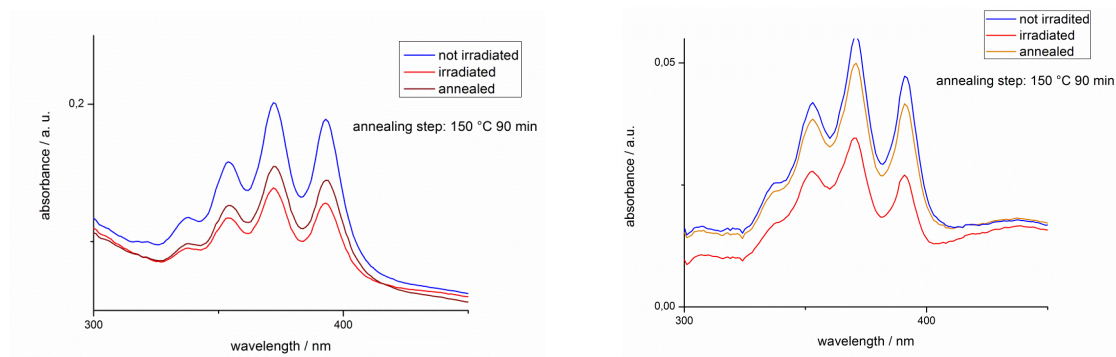 not irradiated
irradiated
annealed
annealing step: 150 °C 90 min
0,2
absorbance / a. u.
300
400
wavelength / nm
not irradited
irradiated
annealed
annealing step: 150 °C 90 min
0,05
absorbance / a.u.
0,00
300
400
wavelength / nm